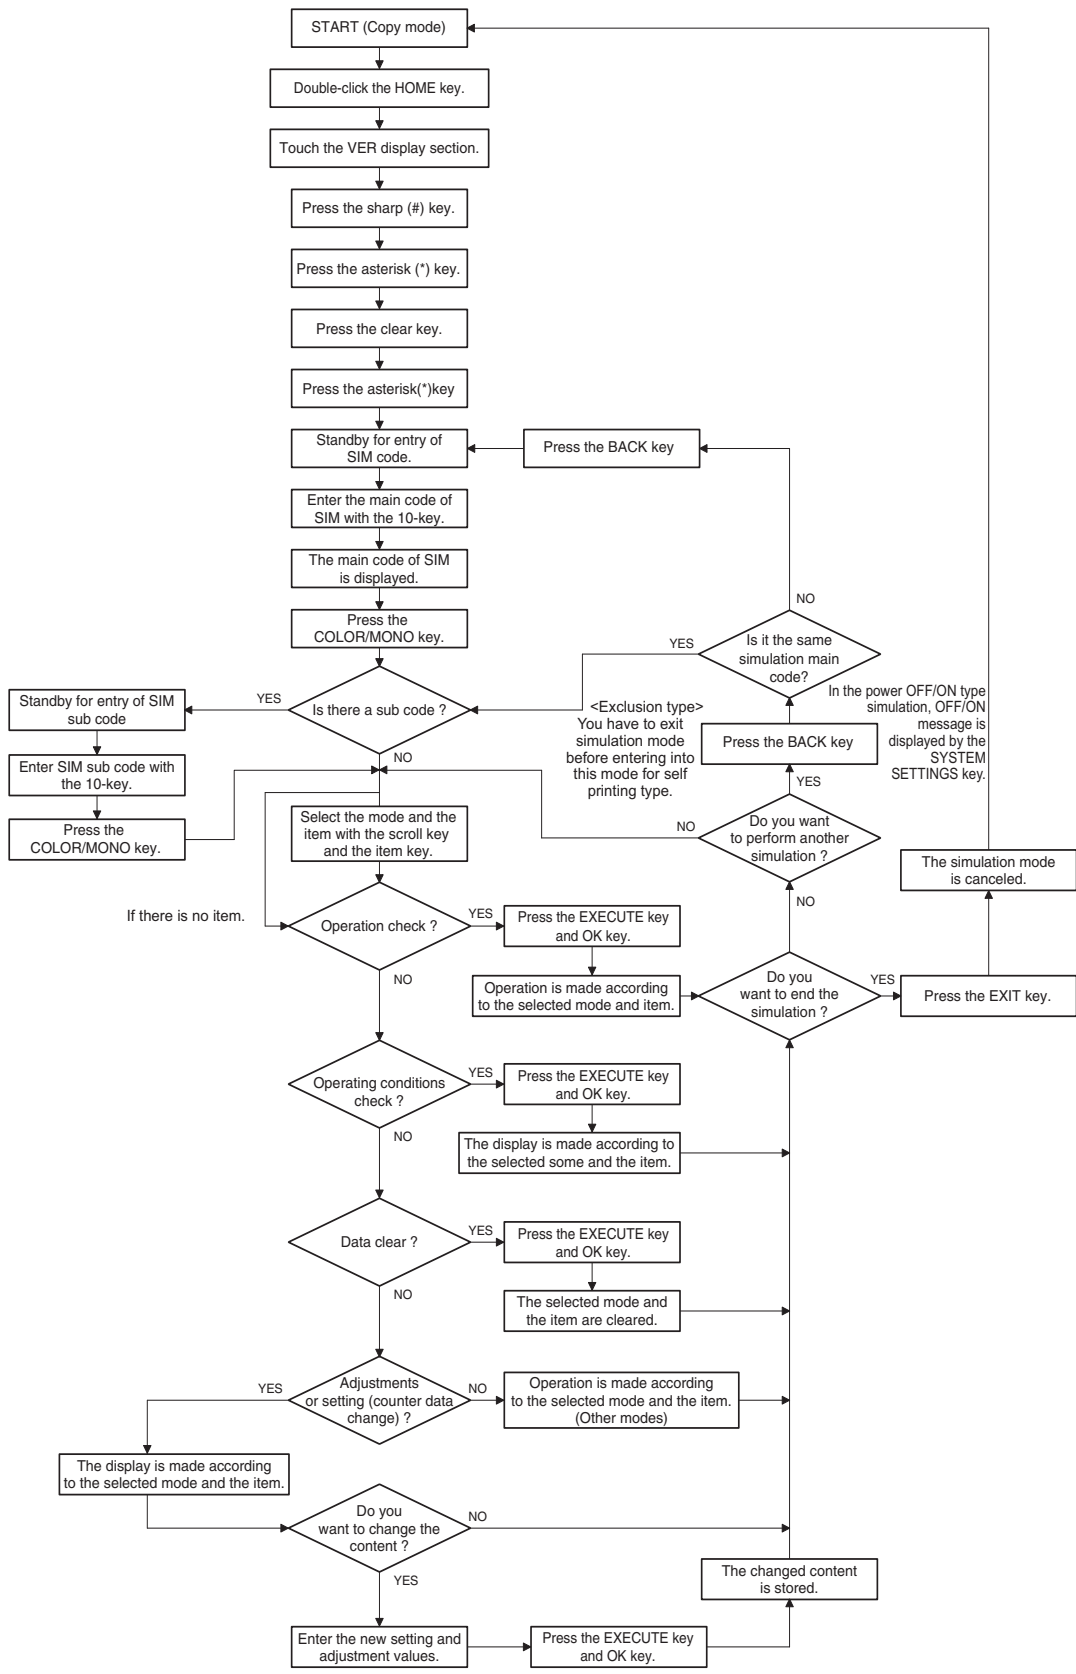 START (Copy mode)
Double-click the HOME key.
Touch the VER display section.
Press the sharp (#) key.
Press the asterisk (*) key.
Press the clear key.
Press the asterisk(*)key
Standby for entry of
SIM code.
Press the BACK key
Enter the main code of
SIM with the 10-key.
The main code of SIM
is displayed.
NO
Press the
COLOR/MONO key.
YES
Is it the same
simulation main
code?
YES
Standby for entry of SIM
sub code
Is there a sub code ?
<Exclusion type>
You have to exit
simulation mode
before entering into
this mode for self
printing type.
In the power OFF/ON type
simulation, OFF/ON
message is
displayed by the
SYSTEM
SETTINGS key.
Press the BACK key
NO
Enter SIM sub code with
the 10-key.
YES
Press the
COLOR/MONO key.
Select the mode and the
item with the scroll key
and the item key.
NO
Do you want
to perform another
simulation ?
The simulation mode
is canceled.
If there is no item.
Operation check ?
YES
Press the EXECUTE key
and OK key.
NO
NO
Operation is made according
to the selected mode and item.
Do you
want to end the
simulation ?
YES
Press the EXIT key.
Operating conditions
check ?
YES
Press the EXECUTE key
and OK key.
NO
The display is made according to
the selected some and the item.
Data clear ?
YES
Press the EXECUTE key
and OK key.
NO
The selected mode and
the item are cleared.
YES
Adjustments
or setting (counter data
change) ?
NO
Operation is made according
to the selected mode and the item.
(Other modes)
The display is made according
to the selected mode and the item.
Do you
want to change the
content ?
NO
YES
The changed content
is stored.
Enter the new setting and
adjustment values.
Press the EXECUTE key
and OK key.